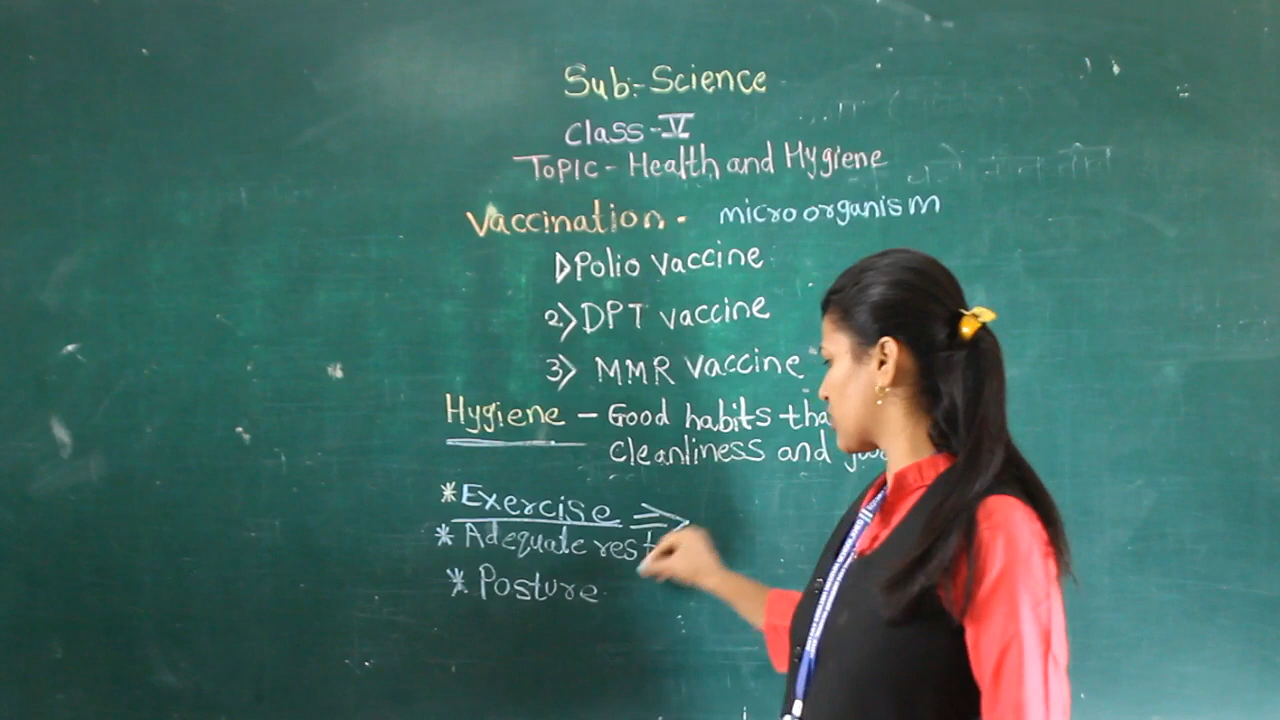 Sub:- Science
Class - V
Topic - Health and Hygiene
Vaccination. microorganism
1) Polio vaccine
2) DPT vaccine
3) MMR vaccine
Hygiene - Good habits
Cleanliness and
* Exercise =>
* Adequate rest
* Posture.